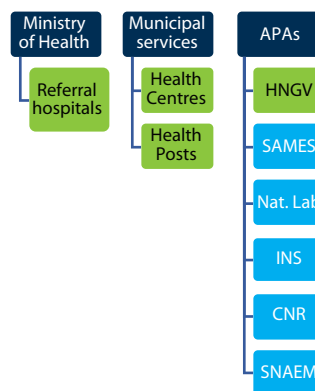 Ministry
of Health
Referral
hospitals
Municipal
services
Health
Centres
Health
Posts
APAs
HNGV
SAMES
Nat. Lab
INS
CNR
SNAEM